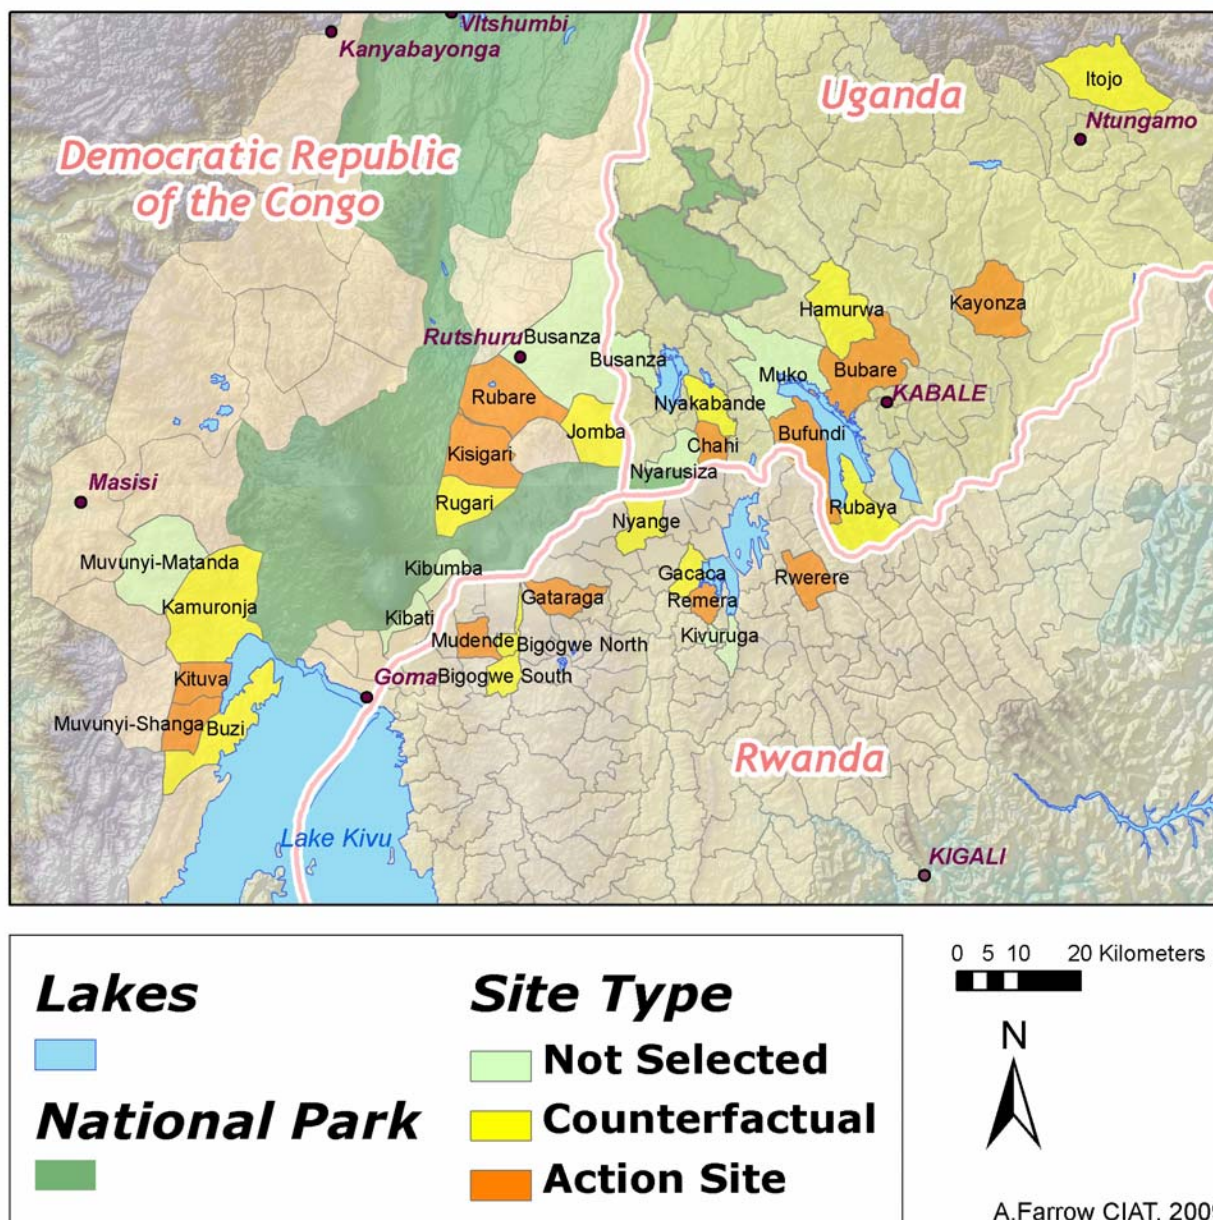 Vitshumbi
Kanyabayonga
Uganda
Itojo
Ntungamo
Democratic Republic
of the Congo
Hamurwa
Kayonza
Rutshuru
Busanza
Busanza
Muko
Bubare
KABALE
Rubare
Nyakabande
Jomba
Chahi
Bufundi
Kisigari
Nyarusiza
Masisi
Rugari
Nyange
Rubaya
Muvunyi-Matanda
Kibumba
Gacaca
Rwerere
Kamuronja
Gataraga
Remera
Kibati
Mudende
Bigogwe North
Kivuruga
Kituva
Goma
Bigogwe South
Muvunyi-Shanga
Buzi
Rwanda
Lake Kivu
KIGALI
Lakes
National Park
Site Type
Not Selected
Counterfactual
Action Site
0 5 10 20 Kilometers
N
A.Farrow CIAT, 2009